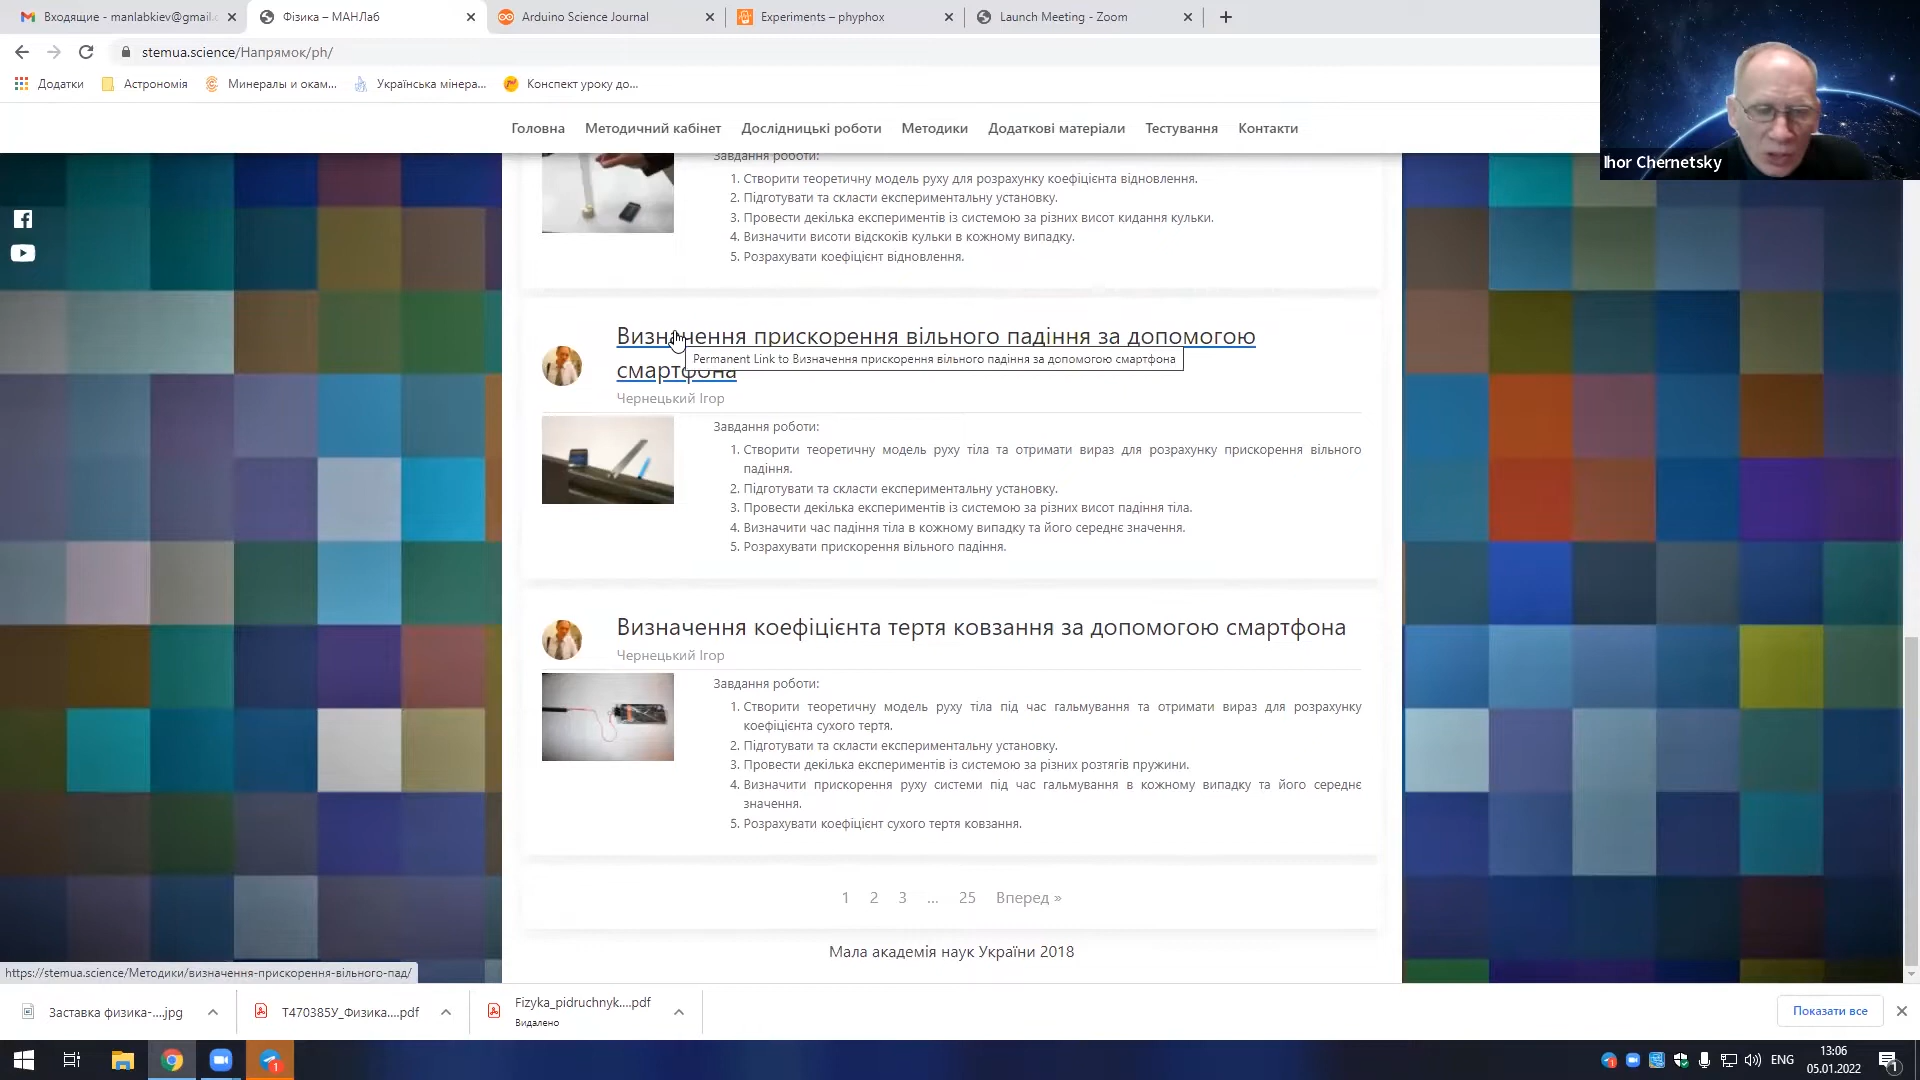 Входящие - manlabkiev@gmail.c
Фізика – МАНЛаб
Arduino Science Journal
Experiments – phyphox
Launch Meeting - Zoom
stemua.science/Напрямок/ph/
Додатки
Астрономія
Минералы и окам...
Українська мінера...
Конспект уроку до...
Головна
Методичний кабінет
Дослідницькі роботи
Методики
Додаткові матеріали
Тестування
Контакти
Ihor Chernetsky
Завдання роботи:
1. Створити теоретичну модель руху для розрахунку коефіцієнта відновлення.
2. Підготувати та скласти експериментальну установку.
3. Провести декілька експериментів із системою за різних висот кидання кульки.
4. Визначити висоти відскоків кульки в кожному випадку.
5. Розрахувати коефіцієнт відновлення.
Визначення прискорення вільного падіння за допомогою
Permanent Link to Визначення прискорення вільного падіння за допомогою смартфона
смартфона
Чернецький Ігор
Завдання роботи:
1. Створити теоретичну модель руху тіла та отримати вираз для розрахунку прискорення вільного
падіння.
2. Підготувати та скласти експериментальну установку.
3. Провести декілька експериментів із системою за різних висот падіння тіла.
4. Визначити час падіння тіла в кожному випадку та його середнє значення.
5. Розрахувати прискорення вільного падіння.
Визначення коефіцієнта тертя ковзання за допомогою смартфона
Чернецький Ігор
Завдання роботи:
1. Створити теоретичну модель руху тіла під час гальмування та отримати вираз для розрахунку
коефіцієнта сухого тертя.
2. Підготувати та скласти експериментальну установку.
3. Провести декілька експериментів із системою за різних розтягів пружини.
4. Визначити прискорення руху системи під час гальмування в кожному випадку та його середнє
значення.
5. Розрахувати коефіцієнт сухого тертя ковзання.
1 2 3 ... 25 Вперед »
Мала академія наук України 2018
https://stemua.science/Методики/визначення-прискорення-вільного-пад/
Заставка физика-....jpg
Т470385У_Физика....pdf
Fizyka_pidruchnyk....pdf
Видалено
Показати все
1
1
ENG
13:06
05.01.2022
1